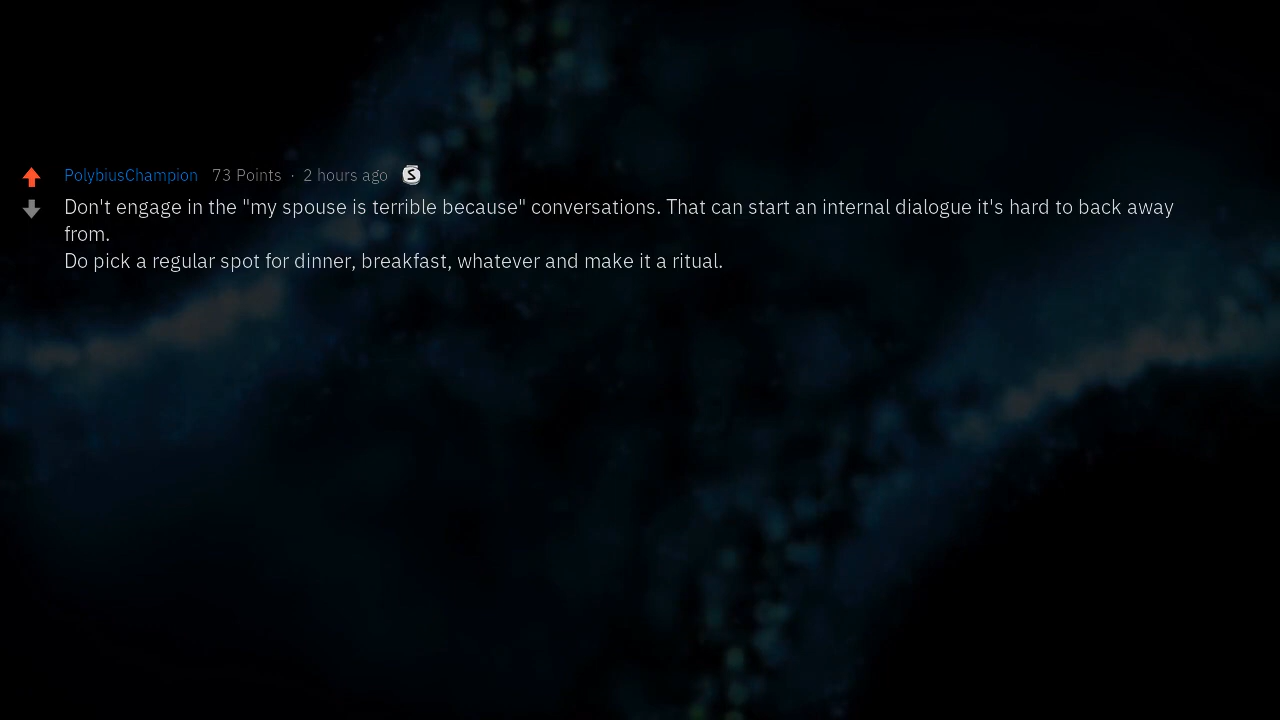 PolybiusChampion 73 Points · 2 hours ago S
Don't engage in the "my spouse is terrible because" conversations. That can start an internal dialogue it's hard to back away
from.
Do pick a regular spot for dinner, breakfast, whatever and make it a ritual.